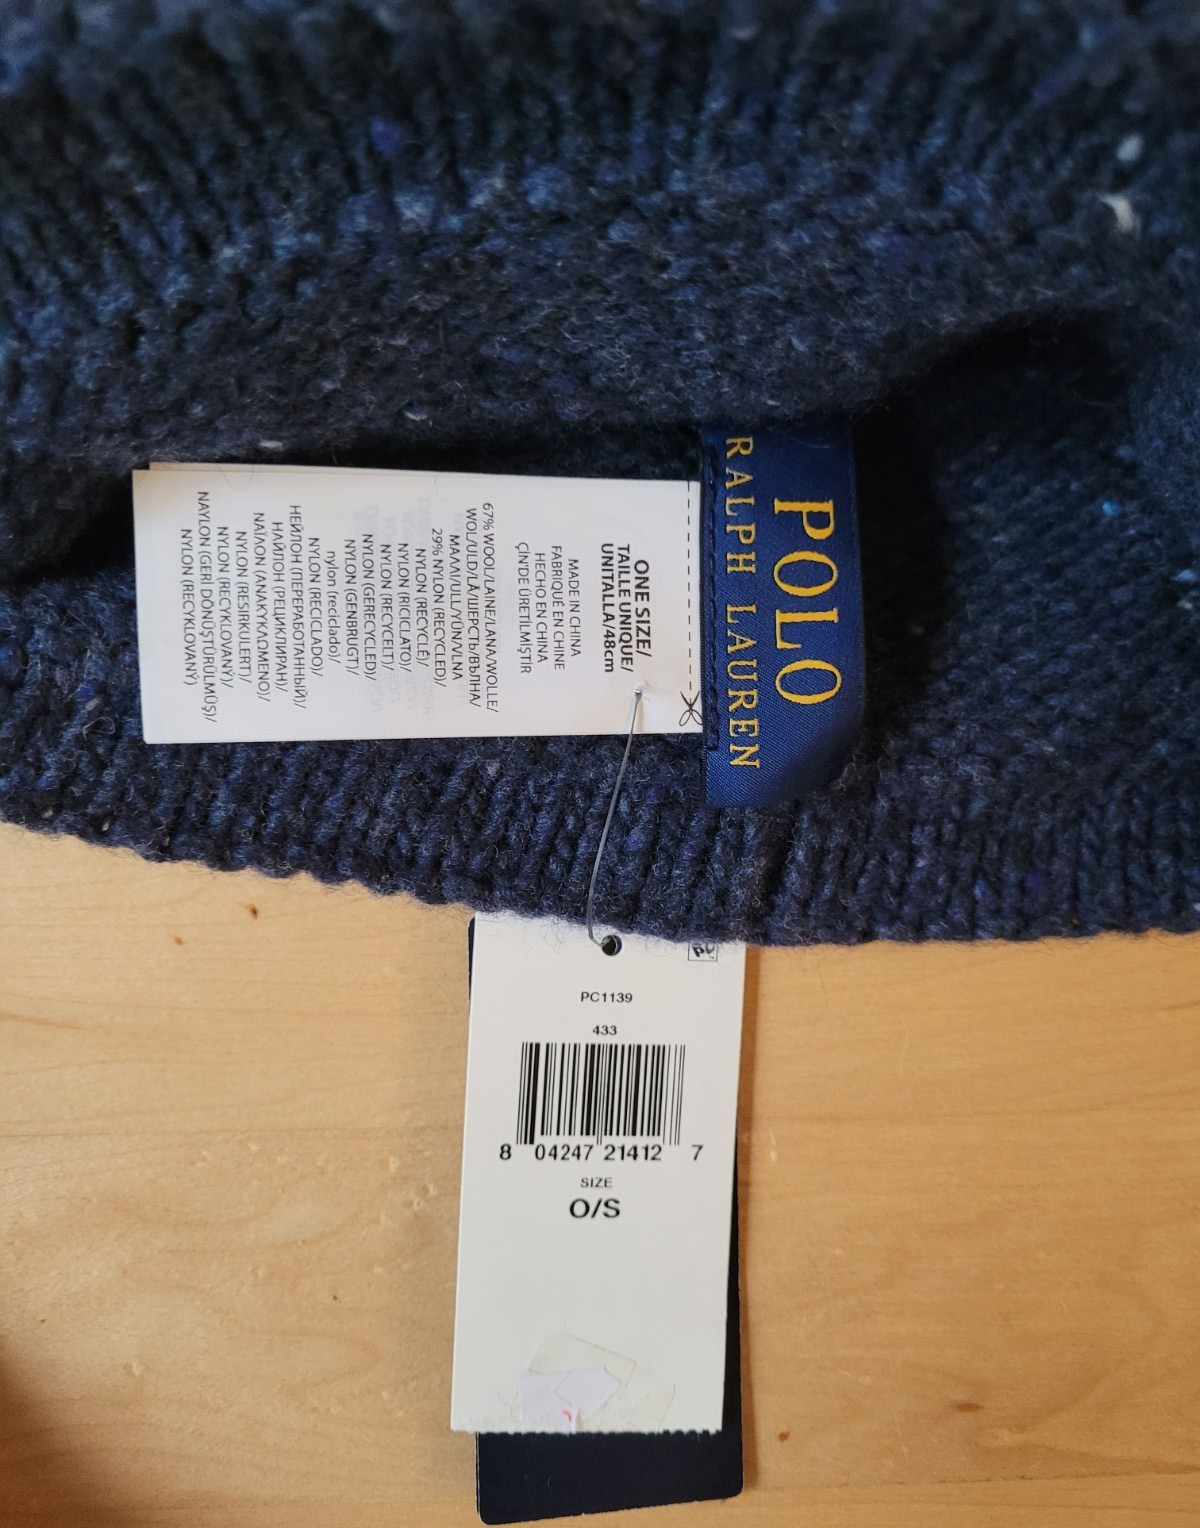 POLO
RALPH LAUREN
ONE SIZE/
TAILLE UNIQUE/
UNITALLA/48cm
MADE IN CHINA
FABRIQUÉ EN CHINE
HECHO EN CHINA
ÇİN'DE ÜRETİLMİŞTİR
67% WOOL/LAINE/LANA/WOLLE/
WOL/ULD/LÃ/ШЕРСТЬ/ВЪЛНА/
ΜΑΛΛΙ/ULL/YÜN/VLNA
29% NYLON (RECYCLED)/
NYLON (RECYCLÉ)/
NYLON (RICICLATO)/
NYLON (RECYCELT)/
NYLON (GERECYCLED)/
NYLON (GENBRUGT)/
nylon (reciclado)/
NYLON (RECICLADO)/
НЕЙЛОН (ПЕРЕРАБОТАННЫЙ)/
НАЙЛОН (РЕЦИКЛИРАН)/
ΝΑΪΛΟΝ (ΑΝΑΚΥΚΛΩΜΕΝΟ)/
NYLON (RESIRKULERT)/
NYLON (RECYKLOVANÝ)/
NAYLON (GERİ DÖNÜŞTÜRÜLMÜŞ)/
NYLON (RECYKLOVANÝ)
PC1139
433
8 04247 21412 7
SIZE
O/S